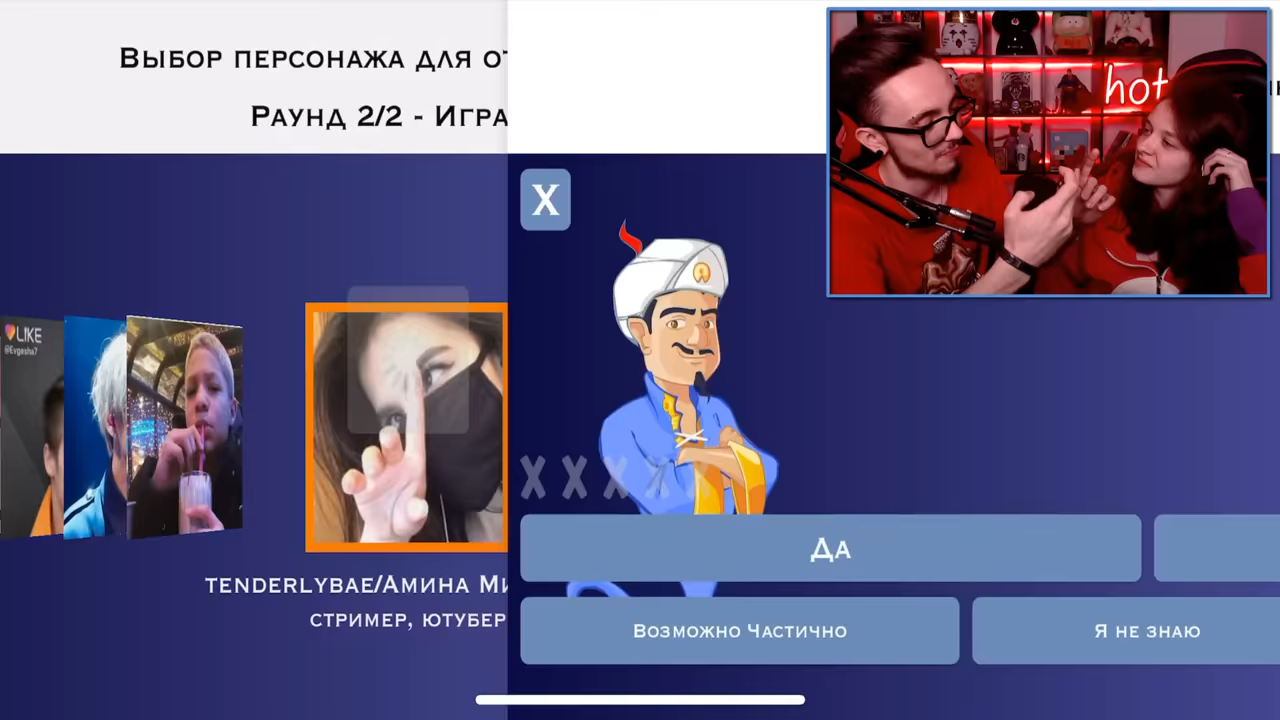 Выбор персонажа для от
Раунд 2/2 - Игра
LIKE
@Evgesha7
TENDERLYBAE/Амина Ми
стример, ютубер
X
hot
X X X X X
Да
Возможно Частично
Я не знаю